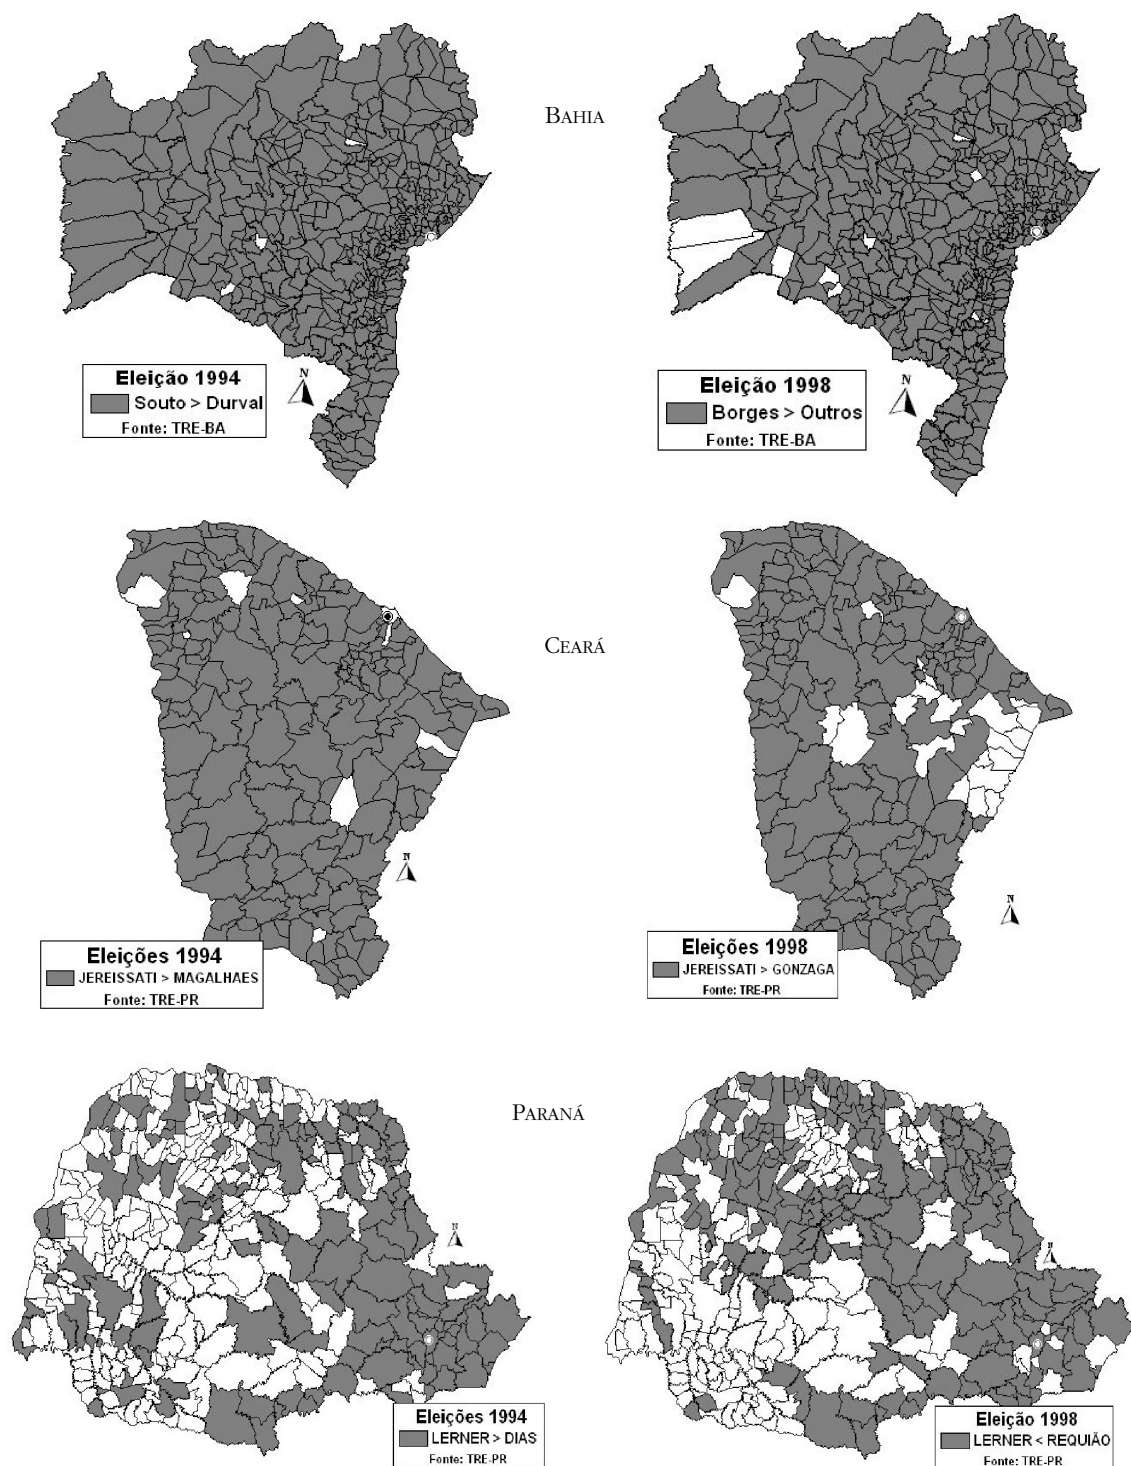 BAHIA
N
Eleição 1994
Souto > Durval
Fonte: TRE-BA
N
Eleição 1998
Borges > Outros
Fonte: TRE-BA
CEARÁ
N
Eleições 1994
JEREISSATI > MAGALHAES
Fonte: TRE-PR
N
Eleições 1998
JEREISSATI > GONZAGA
Fonte: TRE-PR
PARANÁ
N
Eleições 1994
LERNER > DIAS
Fonte: TRE-PR
N
Eleição 1998
LERNER < REQUIÃO
Fonte: TRE-PR